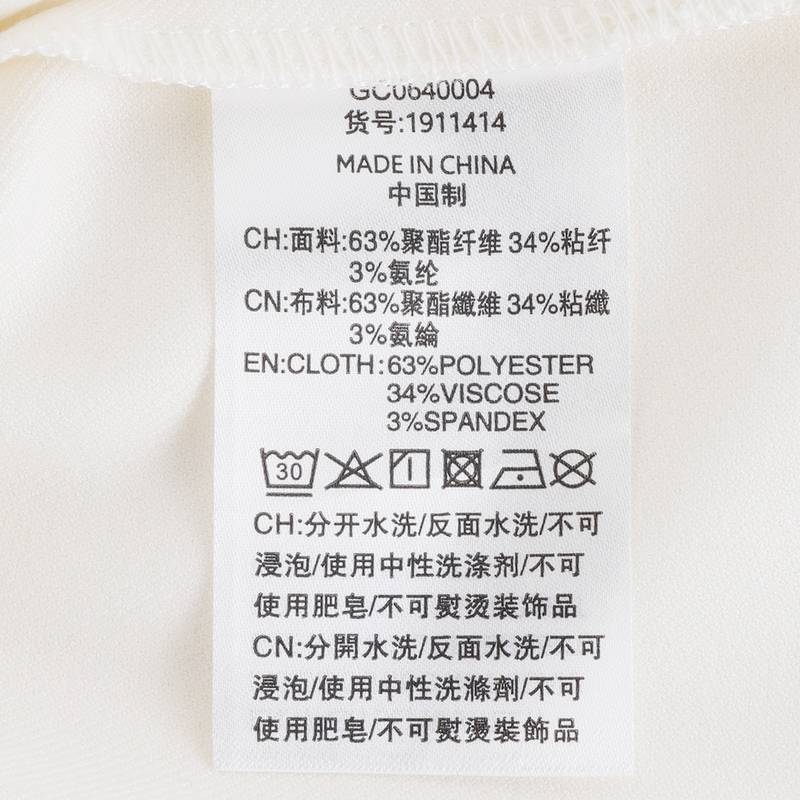 GC0640004
货号:1911414
MADE IN CHINA
中国制
CH:面料:63%聚酯纤维 34%粘纤
3%氨纶
CN:布料:63%聚酯纖維 34%粘纖
3%氨綸
EN:CLOTH:63%POLYESTER
34%VISCOSE
3%SPANDEX
30
CH:分开水洗/反面水洗/不可
浸泡/使用中性洗涤剂/不可
使用肥皂/不可熨烫装饰品
CN:分開水洗/反面水洗/不可
浸泡/使用中性洗滌劑/不可
使用肥皂/不可熨燙裝飾品